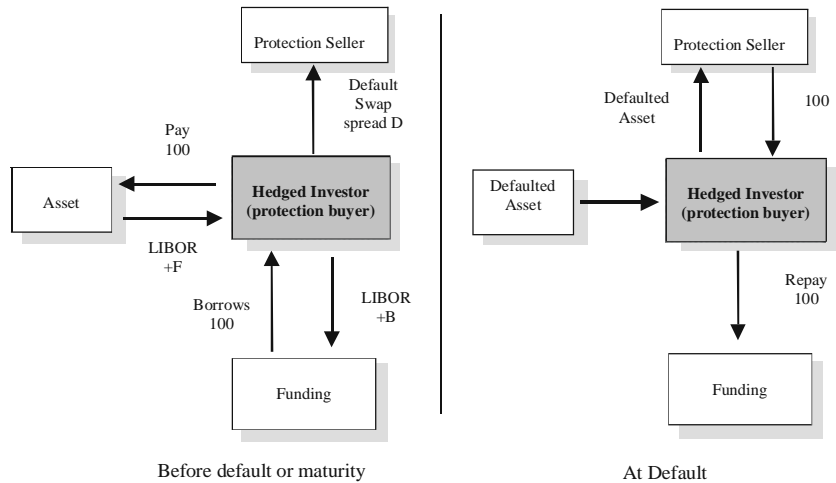 Protection Seller
Default
Swap
spread D
Pay
100
Asset
Hedged Investor
(protection buyer)
LIBOR
+F
Borrows
100
LIBOR
+B
Funding
Before default or maturity
Protection Seller
Defaulted
Asset
100
Defaulted
Asset
Hedged Investor
(protection buyer)
Repay
100
Funding
At Default